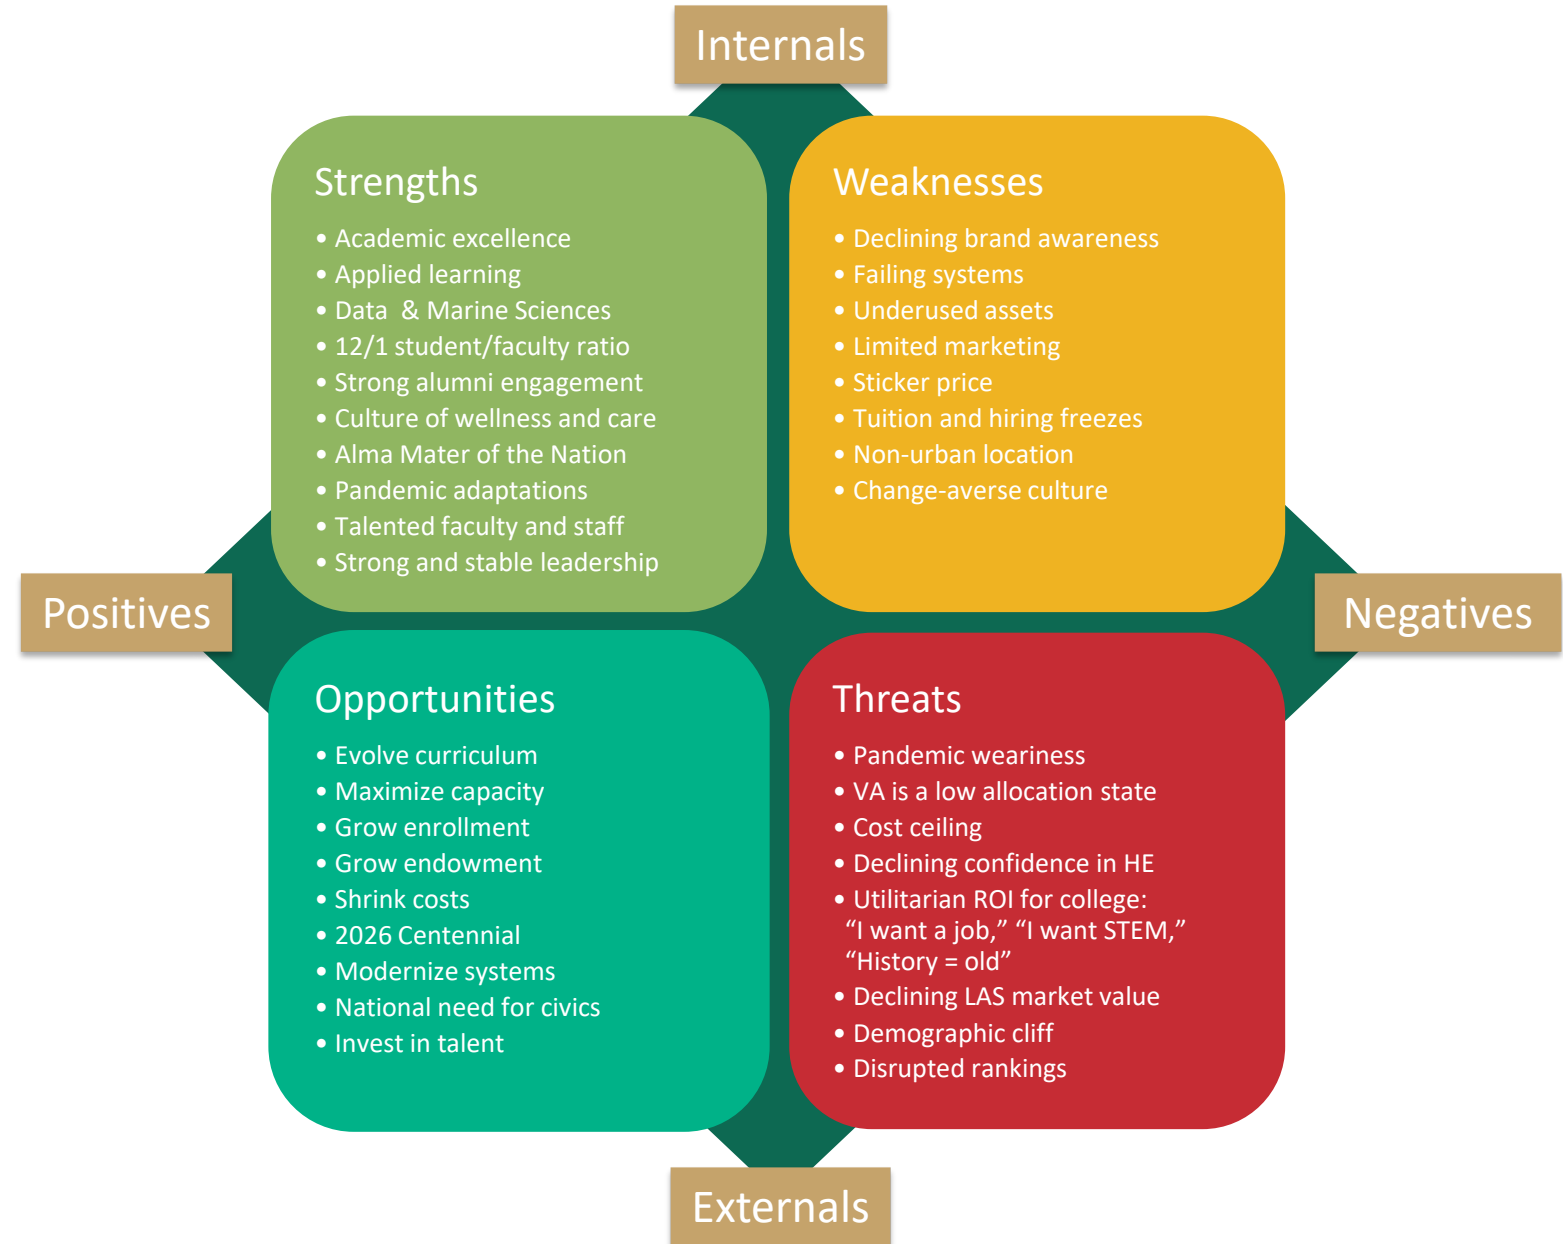 Internals
Strengths
• Academic excellence
• Applied learning
• Data  & Marine Sciences
• 12/1 student/faculty ratio
• Strong alumni engagement
• Culture of wellness and care
• Alma Mater of the Nation
• Pandemic adaptations
• Talented faculty and staff
• Strong and stable leadership
Weaknesses
• Declining brand awareness
• Failing systems
• Underused assets
• Limited marketing
• Sticker price
• Tuition and hiring freezes
• Non-urban location
• Change-averse culture
Positives
Negatives
Opportunities
• Evolve curriculum
• Maximize capacity
• Grow enrollment
• Grow endowment
• Shrink costs
• 2026 Centennial
• Modernize systems
• National need for civics
• Invest in talent
Threats
• Pandemic weariness
• VA is a low allocation state
• Cost ceiling
• Declining confidence in HE
• Utilitarian ROI for college:
“I want a job,” “I want STEM,”
“History = old”
• Declining LAS market value
• Demographic cliff
• Disrupted rankings
Externals